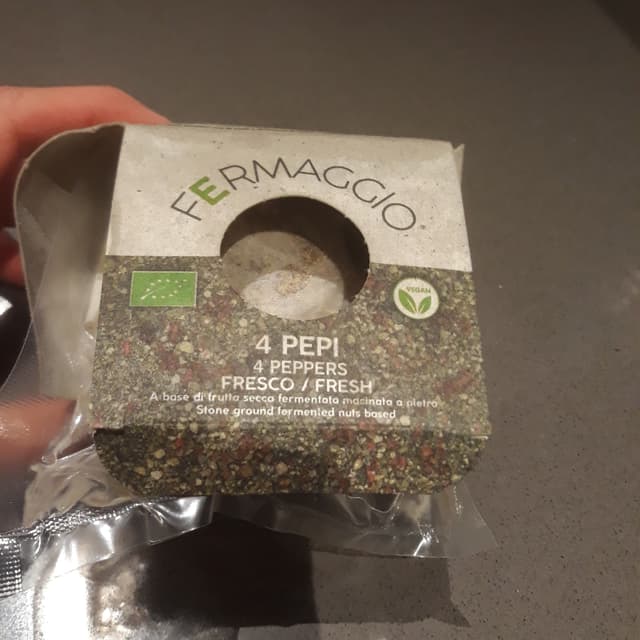 FERMAGGIO
VEGAN
4 PEPI
4 PEPPERS
FRESCO / FRESH
A base di frutta secca fermentata macinata a pietra
Stone ground fermented nuts based